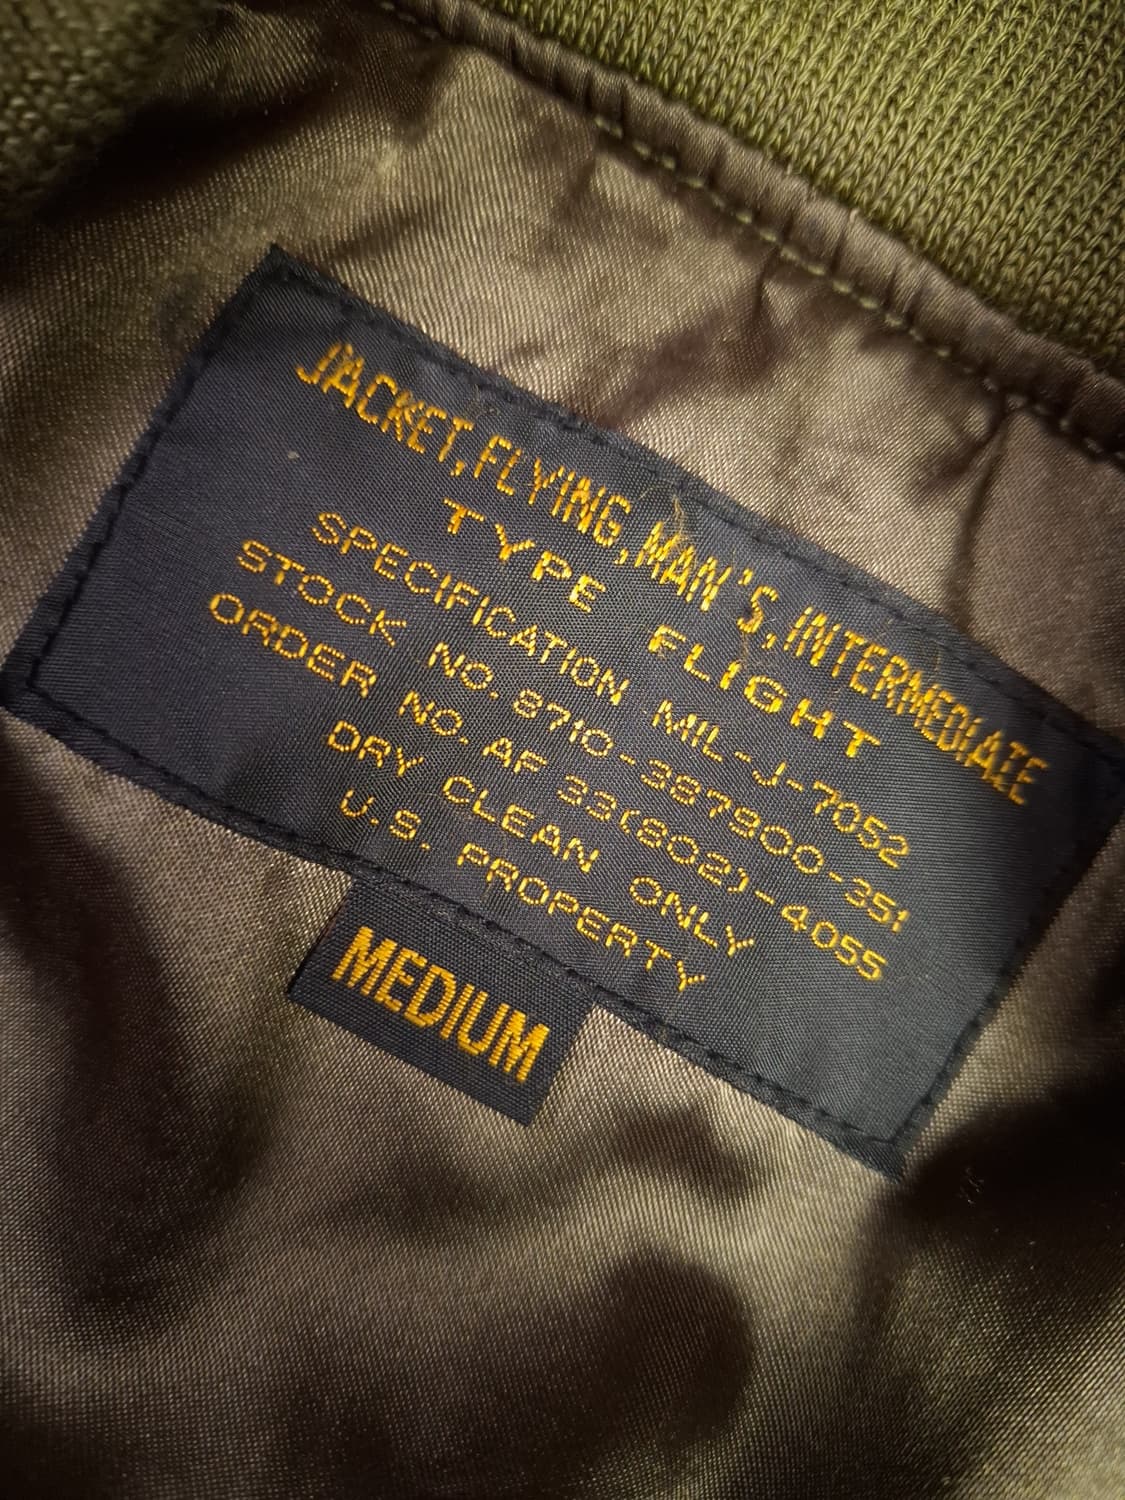 JACKET, FLYING, MAN'S, INTERMEDIATE
TYPE FLIGHT
SPECIFICATION MIL-J-7052
STOCK NO. 8710-387900-351
ORDER NO. AF 33(802)-4055
DRY CLEAN ONLY
U.S. PROPERTY
MEDIUM